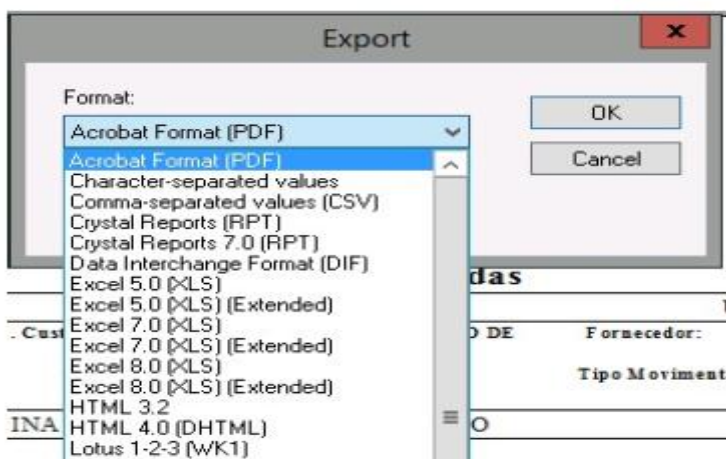 Export
x
Format:
Acrobat Format (PDF)
OK
Cancel
Acrobat Format (PDF)
Character-separated values
Comma-separated values (CSV)
Crystal Reports (RPT)
Crystal Reports 7.0 (RPT)
Data Interchange Format (DIF)
Excel 5.0 (XLS)
Excel 5.0 (XLS) (Extended)
Excel 7.0 (XLS)
Excel 7.0 (XLS) (Extended)
Excel 8.0 (XLS)
Excel 8.0 (XLS) (Extended)
HTML 3.2
HTML 4.0 (DHTML)
Lotus 1-2-3 (WK1)
das
. Cust
O DE
Fornecedor:
Tipo Moviment
INA
O